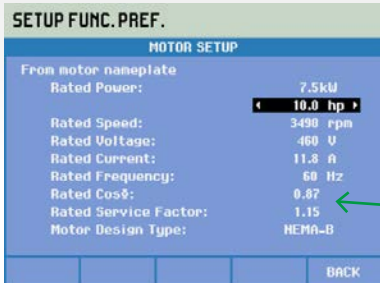 SETUP FUNC. PREF.
MOTOR SETUP
From motor nameplate
Rated Power: 7.5kW
10.0 hp
Rated Speed: 3490 rpm
Rated Voltage: 460 V
Rated Current: 11.8 A
Rated Frequency: 60 Hz
Rated CosΦ: 0.87
Rated Service Factor: 1.15
Motor Design Type: NEMA-B
BACK